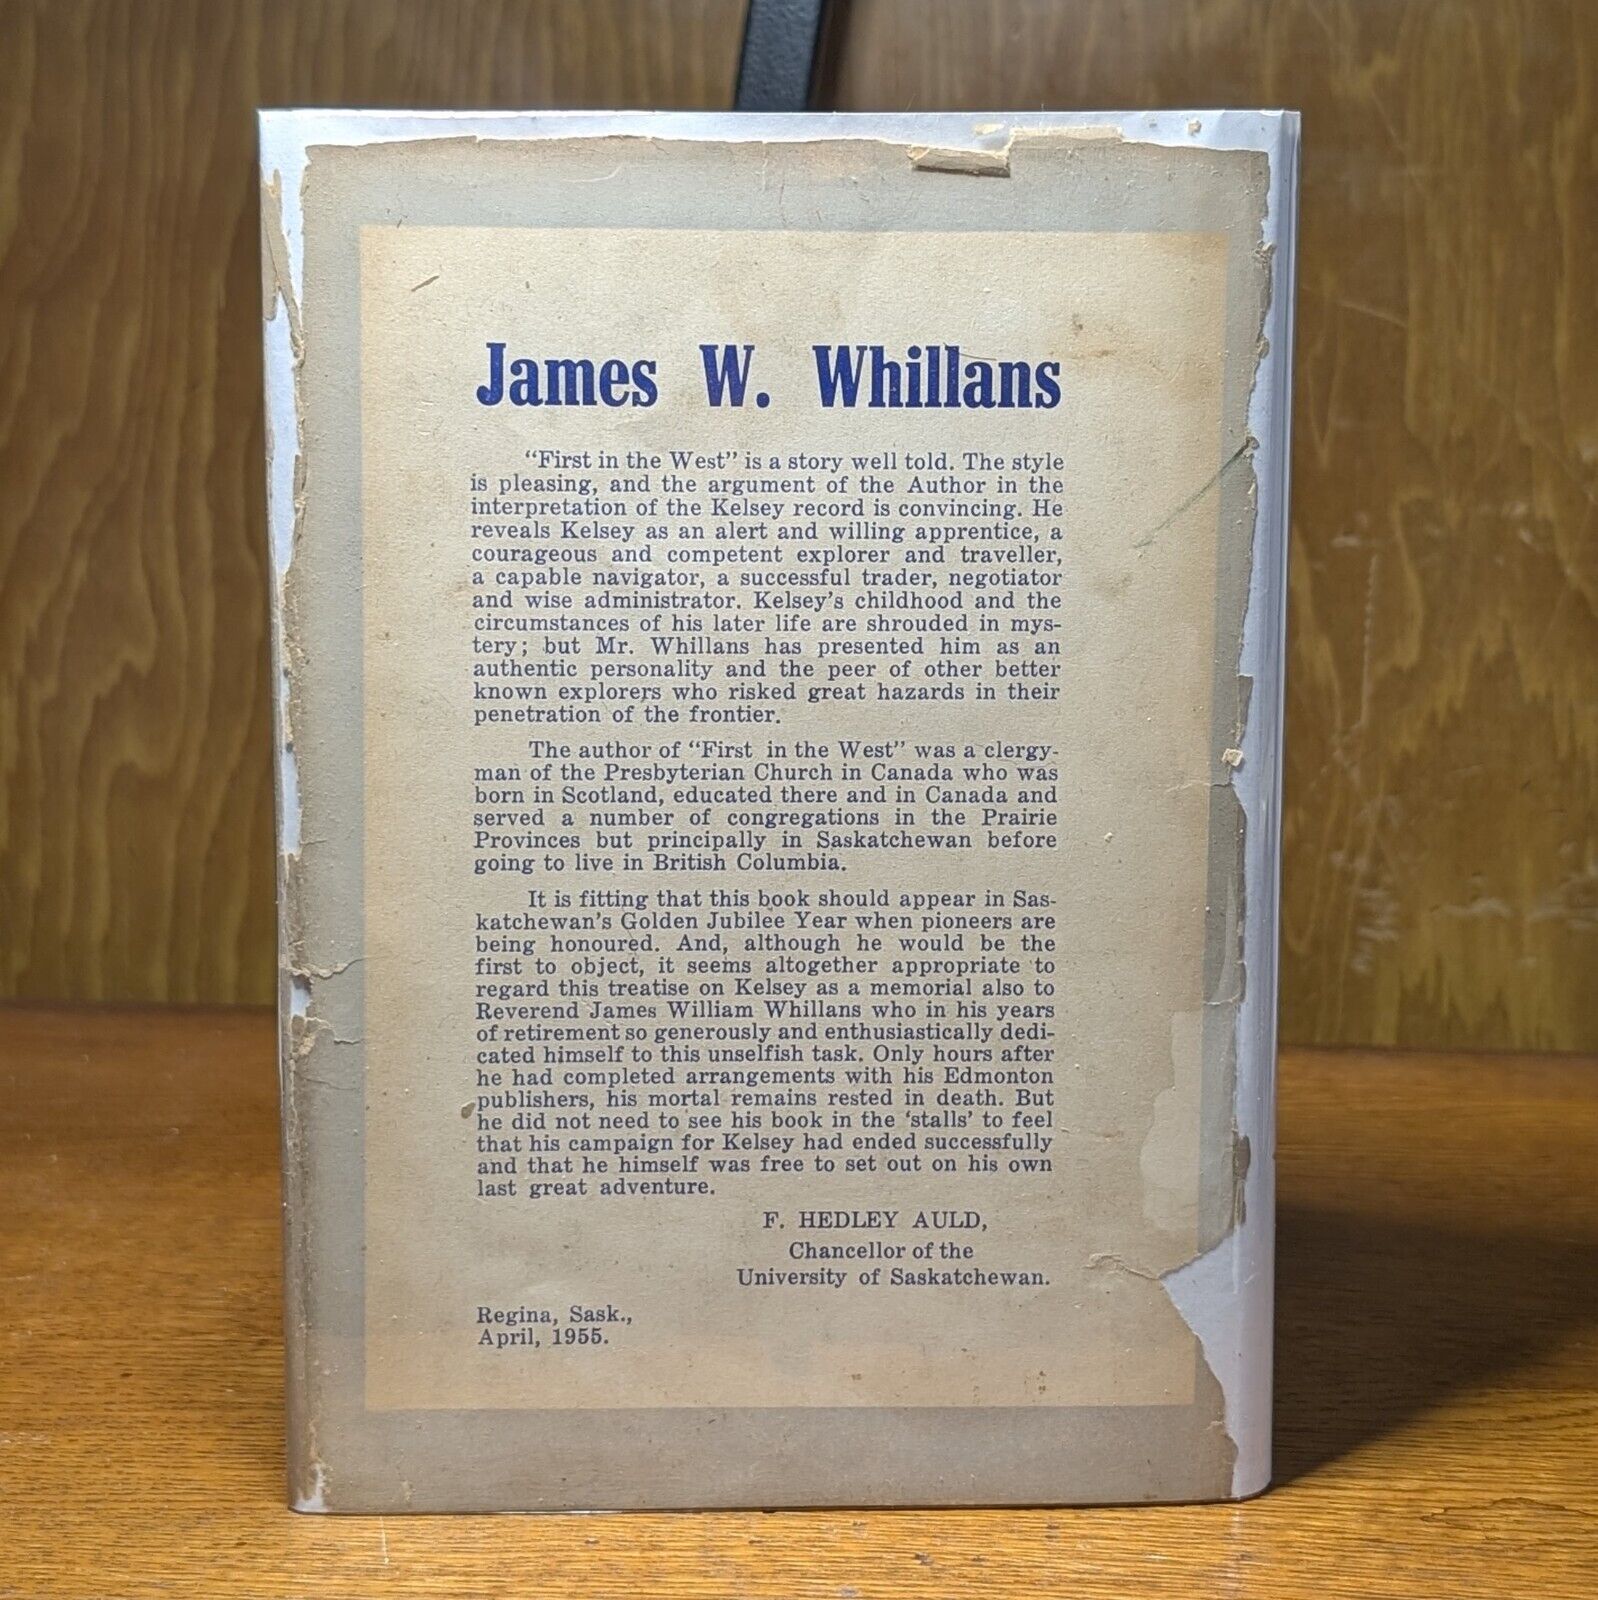 James W. Whillans
“First in the West” is a story well told. The style
is pleasing, and the argument of the Author in the
interpretation of the Kelsey record is convincing. He
reveals Kelsey as an alert and willing apprentice, a
courageous and competent explorer and traveller,
a capable navigator, a successful trader, negotiator
and wise administrator. Kelsey’s childhood and the
circumstances of his later life are shrouded in mys-
tery; but Mr. Whillans has presented him as an
authentic personality and the peer of other better
known explorers who risked great hazards in their
penetration of the frontier.
The author of “First in the West” was a clergy-
man of the Presbyterian Church in Canada who was
born in Scotland, educated there and in Canada and
served a number of congregations in the Prairie
Provinces but principally in Saskatchewan before
going to live in British Columbia.
It is fitting that this book should appear in Sas-
katchewan’s Golden Jubilee Year when pioneers are
being honoured. And, although he would be the
first to object, it seems altogether appropriate to
regard this treatise on Kelsey as a memorial also to
Reverend James William Whillans who in his years
of retirement so generously and enthusiastically dedi-
cated himself to this unselfish task. Only hours after
he had completed arrangements with his Edmonton
publishers, his mortal remains rested in death. But
he did not need to see his book in the ‘stalls’ to feel
that his campaign for Kelsey had ended successfully
and that he himself was free to set out on his own
last great adventure.
F. HEDLEY AULD,
Chancellor of the
University of Saskatchewan.
Regina, Sask.,
April, 1955.